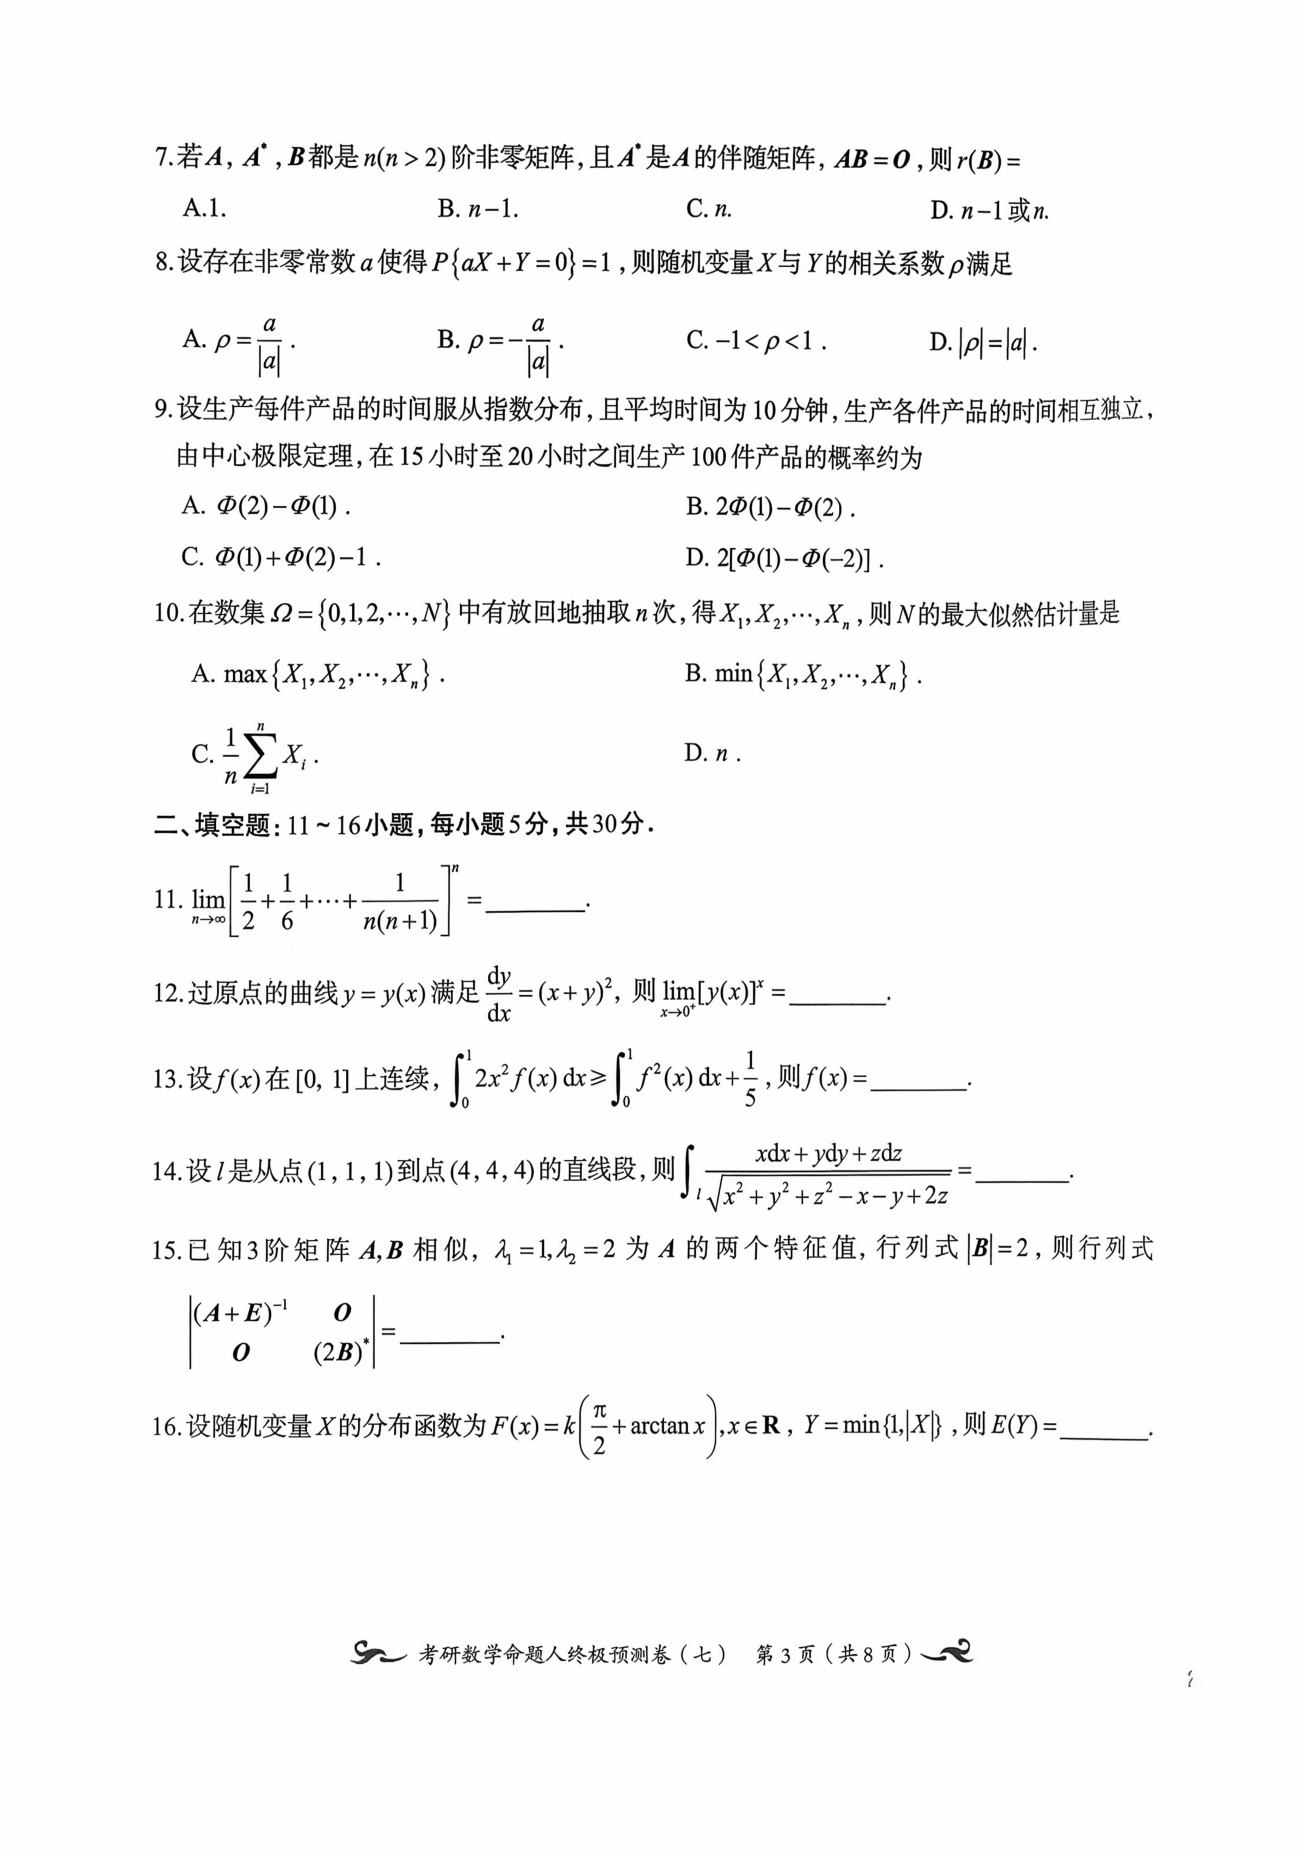 7.若A, A*, B都是n(n>2)阶非零矩阵,且A*是A的伴随矩阵, AB=O,则r(B)=
A.1. B. n-1. C. n. D. n-1或n.
8.设存在非零常数a使得P{aX+Y=0}=1,则随机变量X与Y的相关系数ρ满足
A. ρ=a/|a|. B. ρ=-a/|a|. C. -1<ρ<1. D. |ρ|=|a|.
9.设生产每件产品的时间服从指数分布,且平均时间为10分钟,生产各件产品的时间相互独立,
由中心极限定理,在15小时至20小时之间生产100件产品的概率约为
A. Φ(2)-Φ(1). B. 2Φ(1)-Φ(2).
C. Φ(1)+Φ(2)-1. D. 2[Φ(1)-Φ(-2)].
10.在数集Ω={0,1,2,⋯,N}中有放回地抽取n次,得X₁,X₂,⋯,Xₙ,则N的最大似然估计量是
A. max{X₁,X₂,⋯,Xₙ}. B. min{X₁,X₂,⋯,Xₙ}.
C. 1/n ∑_{i=1}^{n} X_i. D. n.
二、填空题:11~16小题,每小题5分,共30分.
11. lim_{n→∞}[1/2+1/6+⋯+1/(n(n+1))]^n=______.
12.过原点的曲线y=y(x)满足dy/dx=(x+y)²,则lim_{x→0⁺}[y(x)]^x=______.
13.设f(x)在[0, 1]上连续,∫_0^1 2x²f(x)dx≥∫_0^1 f²(x)dx+1/5,则f(x)=______.
14.设l是从点(1, 1, 1)到点(4, 4, 4)的直线段,则∫_l (xdx+ydy+zdz)/√(x²+y²+z²-x-y+2z)=______.
15.已知3阶矩阵A,B相似,λ₁=1,λ₂=2为A的两个特征值,行列式|B|=2,则行列式
|(A+E)⁻¹ O
O (2B)*|=______.
16.设随机变量X的分布函数为F(x)=k(π/2+arctan x),x∈R, Y=min{1,|X|},则E(Y)=______.
考研数学命题人终极预测卷(七) 第3页(共8页)